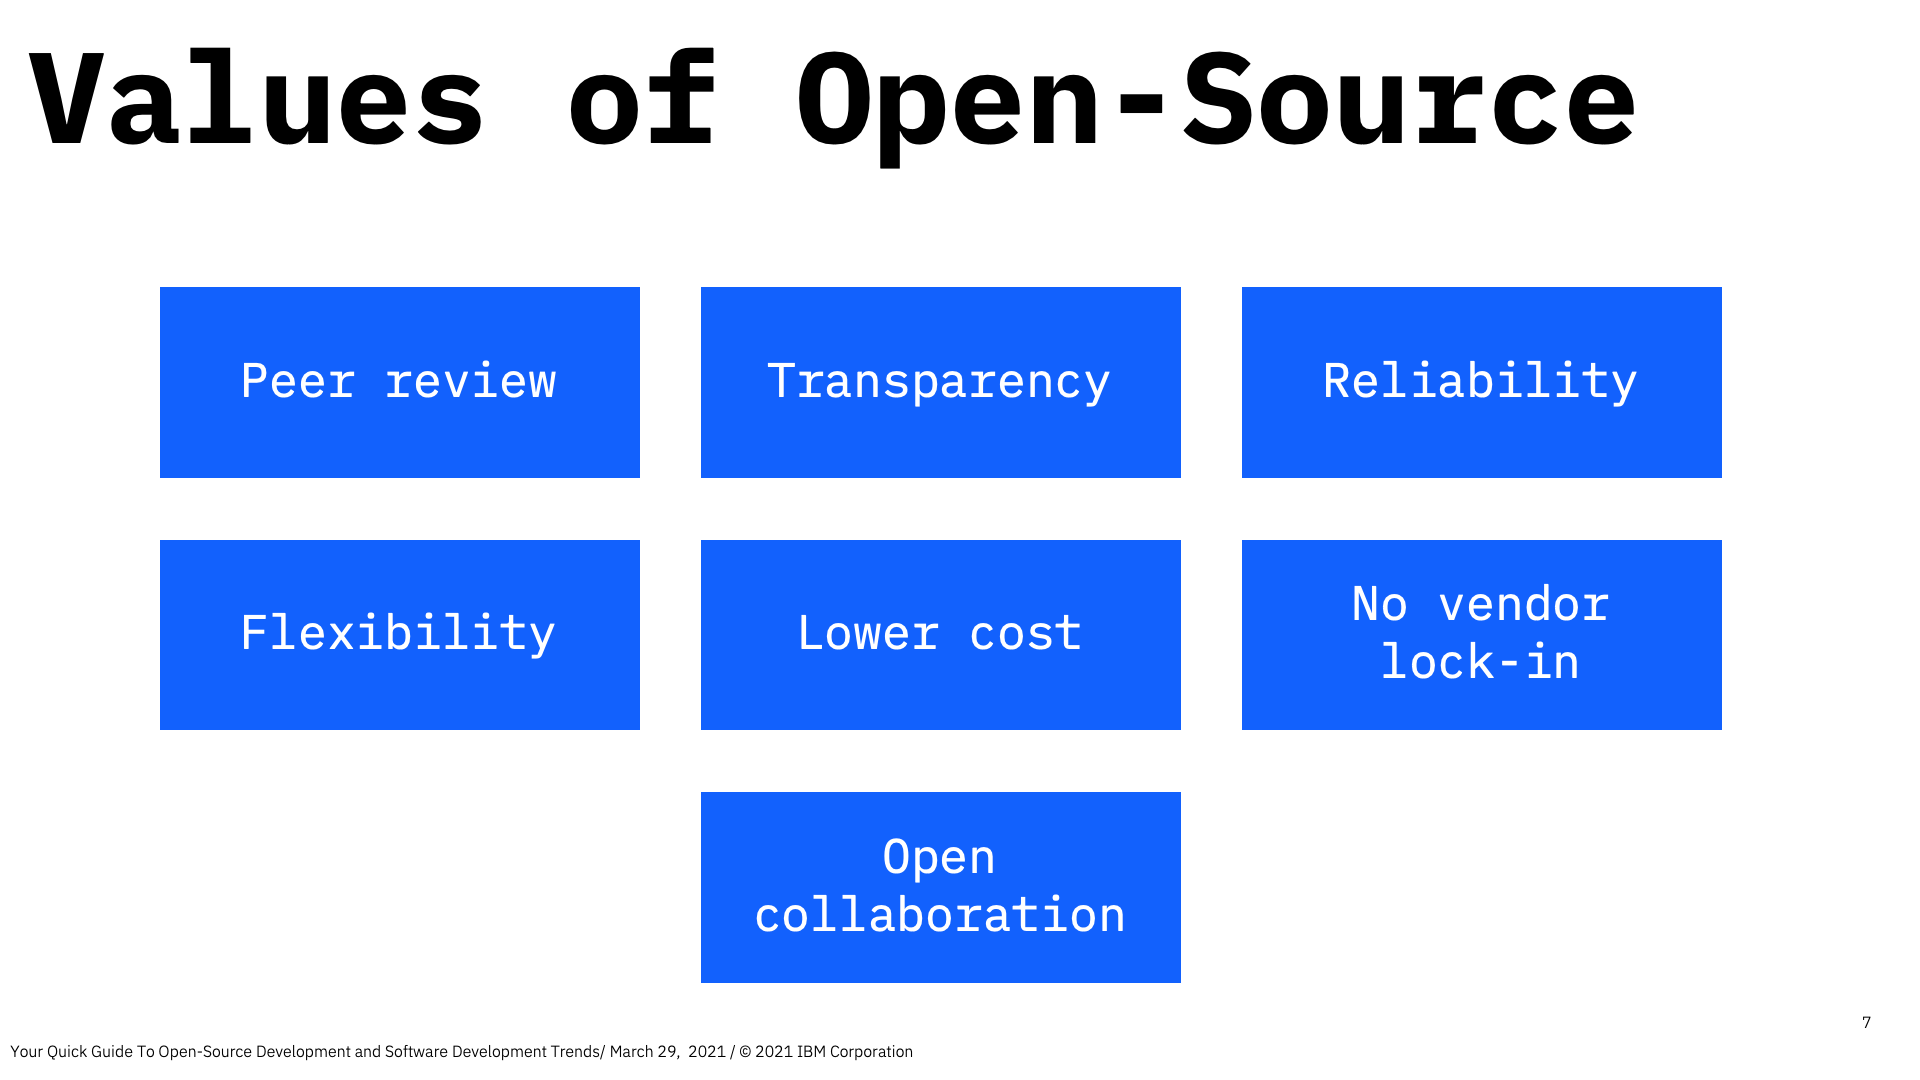 Values of Open-Source
Peer review
Transparency
Reliability
Flexibility
Lower cost
No vendor
lock-in
Open
collaboration
7
Your Quick Guide To Open-Source Development and Software Development Trends/ March 29,  2021 / © 2021 IBM Corporation